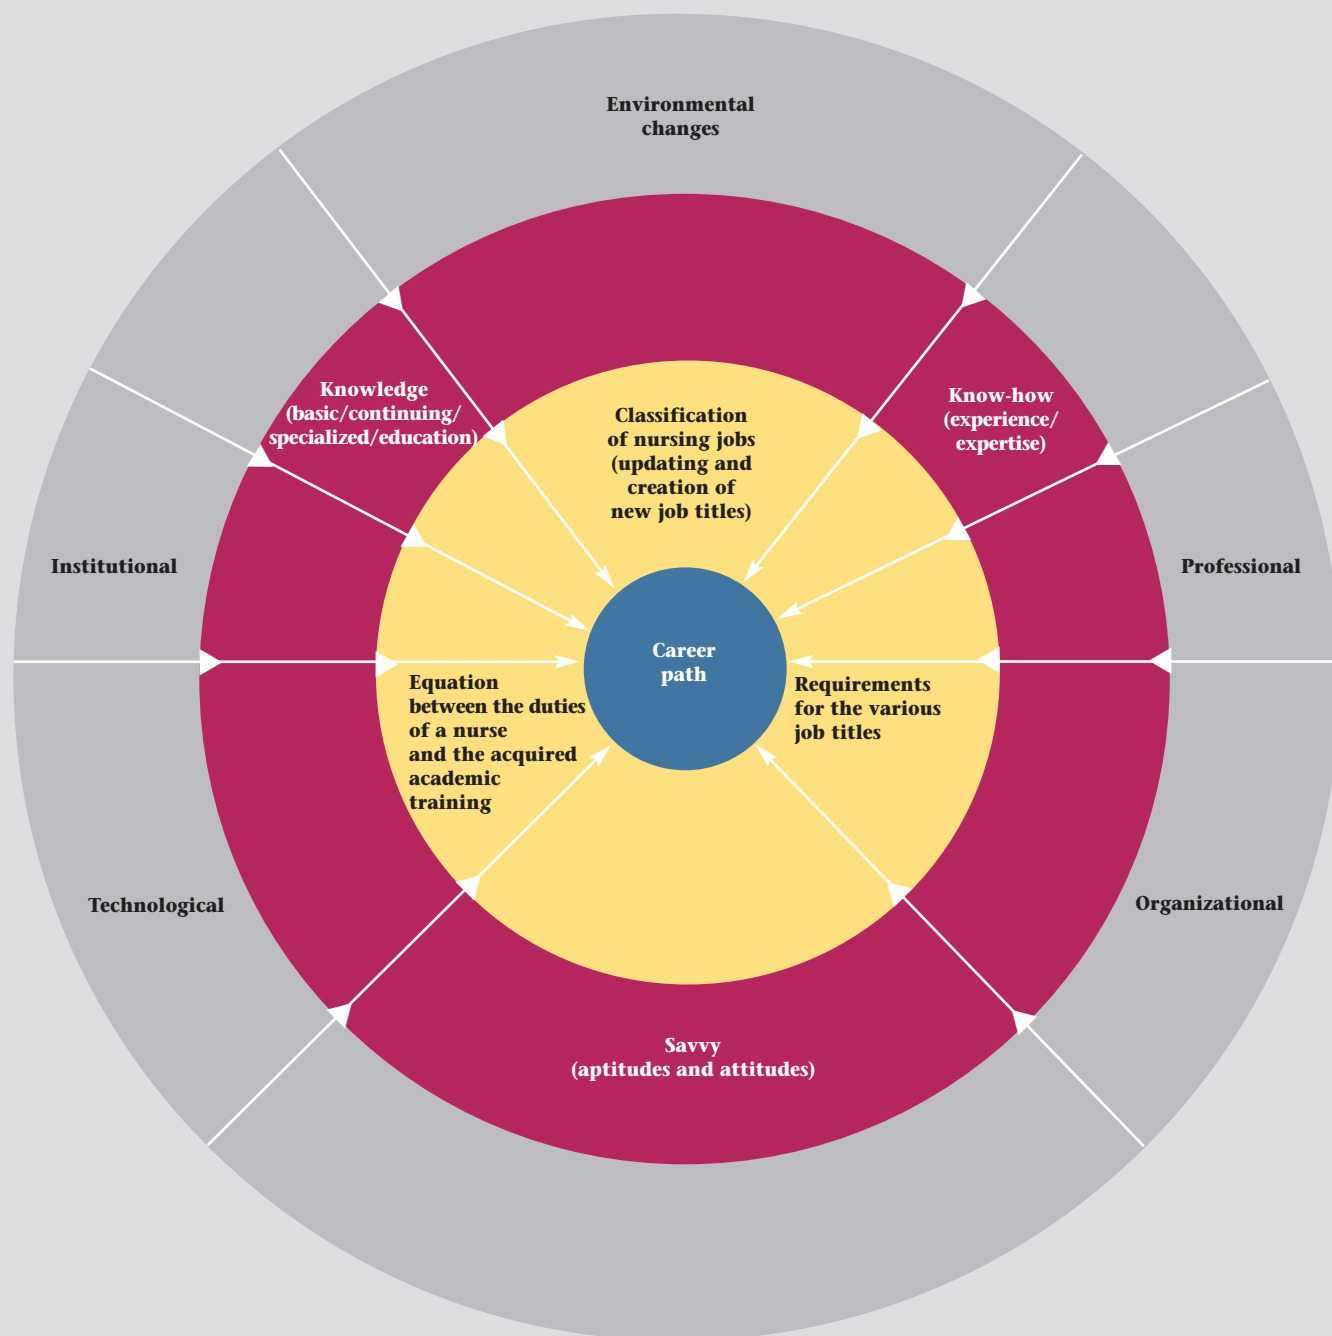 Environmental
changes
Knowledge
(basic/continuing/
specialized/education)
Know-how
(experience/
expertise)
Classification
of nursing jobs
(updating and
creation of
new job titles)
Institutional
Professional
Career
path
Equation
between the duties
of a nurse
and the acquired
academic
training
Requirements
for the various
job titles
Technological
Organizational
Savvy
(aptitudes and attitudes)